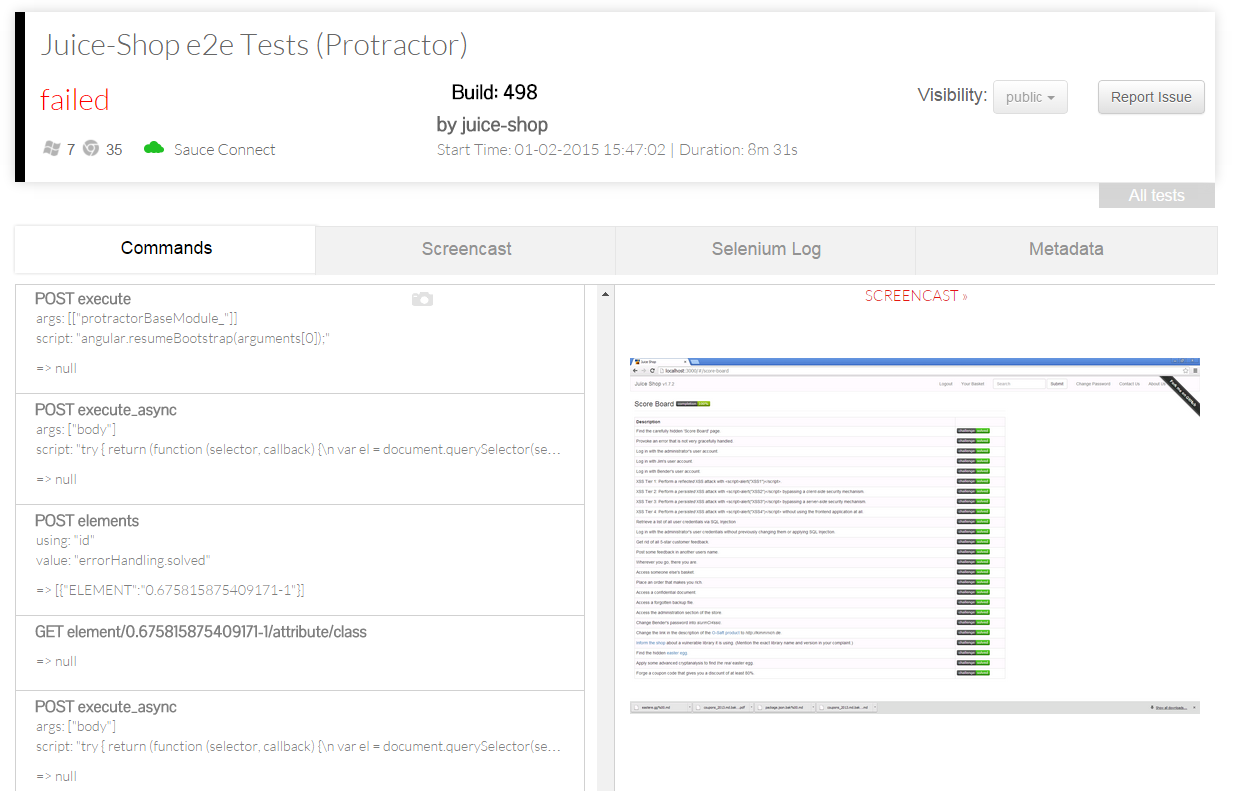 Juice-Shop e2e Tests (Protractor)
failed
Build: 498
by juice-shop
Visibility: public
Report Issue
7 35 Sauce Connect
Start Time: 01-02-2015 15:47:02 | Duration: 8m 31s
All tests
Commands
Screencast
Selenium Log
Metadata
POST execute
args: [["protractorBaseModule_"]]
script: "angular.resumeBootstrap(arguments[0]);"
=> null
POST execute_async
args: ["body"]
script: "try { return (function (selector, callback) {\n var el = document.querySelector(se…
=> null
POST elements
using: "id"
value: "errorHandling.solved"
=> [{"ELEMENT":"0.675815875409171-1"}]
GET element/0.675815875409171-1/attribute/class
=> null
POST execute_async
args: ["body"]
script: "try { return (function (selector, callback) {\n var el = document.querySelector(se…
=> null
SCREENCAST »
Juice Shop
localhost:3000/#/score-board
Juice Shop v1.7.2
Logout
Your Basket
Search
Submit
Change Password
Contact Us
About Us
Fork me on GitHub
Score Board
Description
Find the carefully hidden 'Score Board' page.
challenge solved
Provoke an error that is not very gracefully handled.
challenge solved
Log in with the administrator's user account.
challenge solved
Log in with Jim's user account.
challenge solved
Log in with Bender's user account.
challenge solved
XSS Tier 1: Perform a reflected XSS attack with <script>alert("XSS1")</script>.
challenge solved
XSS Tier 2: Perform a persisted XSS attack with <script>alert("XSS2")</script> bypassing a client-side security mechanism.
challenge solved
XSS Tier 3: Perform a persisted XSS attack with <script>alert("XSS3")</script> bypassing a server-side security mechanism.
challenge solved
XSS Tier 4: Perform a persisted XSS attack with <script>alert("XSS4")</script> without using the frontend application at all.
challenge solved
Retrieve a list of all user credentials via SQL Injection
challenge solved
Log in with the administrator's user credentials without previously changing them or applying SQL Injection.
challenge solved
Get rid of all 5-star customer feedback.
challenge solved
Post some feedback in another users name.
challenge solved
Wherever you go, there you are.
challenge solved
Access someone else's basket.
challenge solved
Place an order that makes you rich.
challenge solved
Access a confidential document.
challenge solved
Access a forgotten backup file.
challenge solved
Access the administration section of the store.
challenge solved
Change Bender's password into
challenge solved
Change the link in the description of the O-Saft product to
challenge solved
Inform the shop about a vulnerable library it is using. (Mention the exact library name and version in your complaint.)
challenge solved
Find the hidden easter egg.
challenge solved
Apply some advanced cryptanalysis to find the real easter egg.
challenge solved
Forge a coupon code that gives you a discount of at least 80%.
challenge solved
Show all downloads...